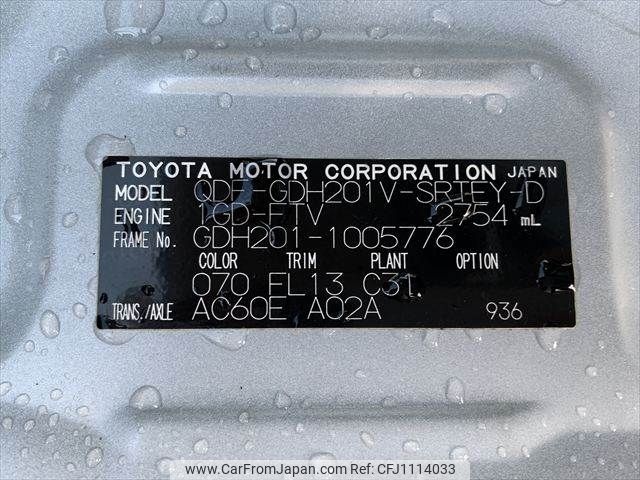 TOYOTA MOTOR CORPORATION JAPAN
MODEL QDF-GDH201V-SRTEY-D
ENGINE 1GD-FTV 2754 mL
FRAME No. GDH201-1005776
COLOR TRIM PLANT OPTION
070 FL13 C31
TRANS./AXLE AC60E A02A 936
www.CarFromJapan.com [CFJ1114033]